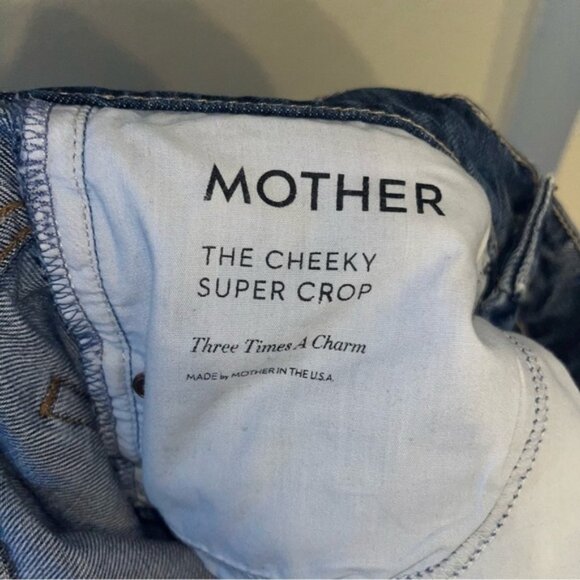 MOTHER
THE CHEEKY
SUPER CROP
Three Times A Charm
MADE by MOTHER IN THE U.S.A.